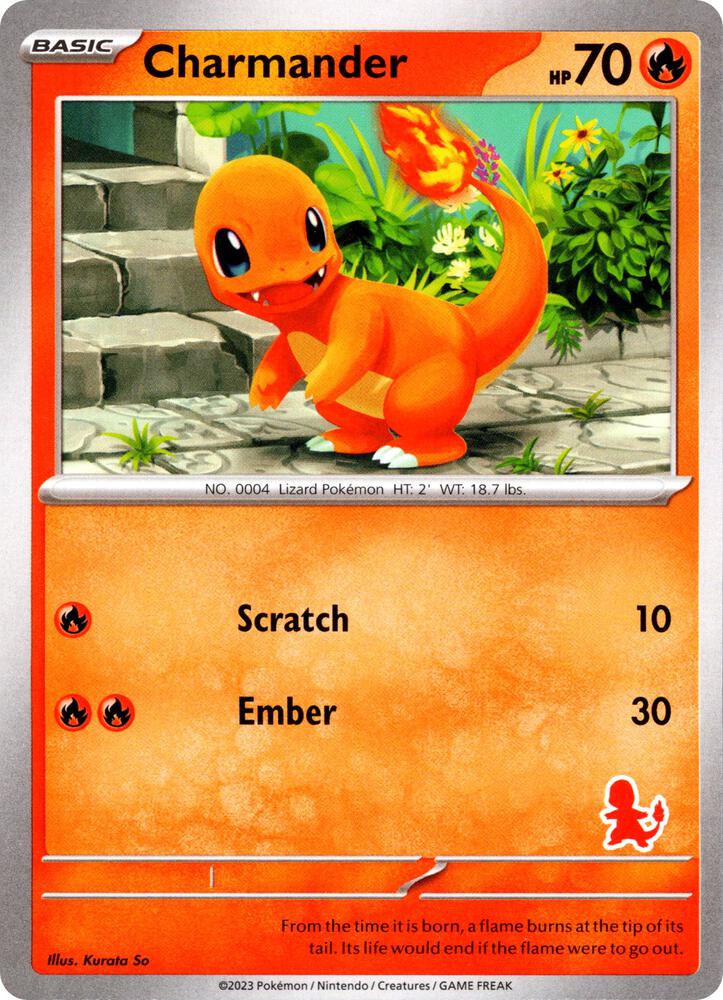 BASIC
Charmander
HP 70
NO. 0004 Lizard Pokémon HT: 2' WT: 18.7 lbs.
Scratch 10
Ember 30
From the time it is born, a flame burns at the tip of its
tail. Its life would end if the flame were to go out.
Illus. Kurata So
©2023 Pokémon / Nintendo / Creatures / GAME FREAK